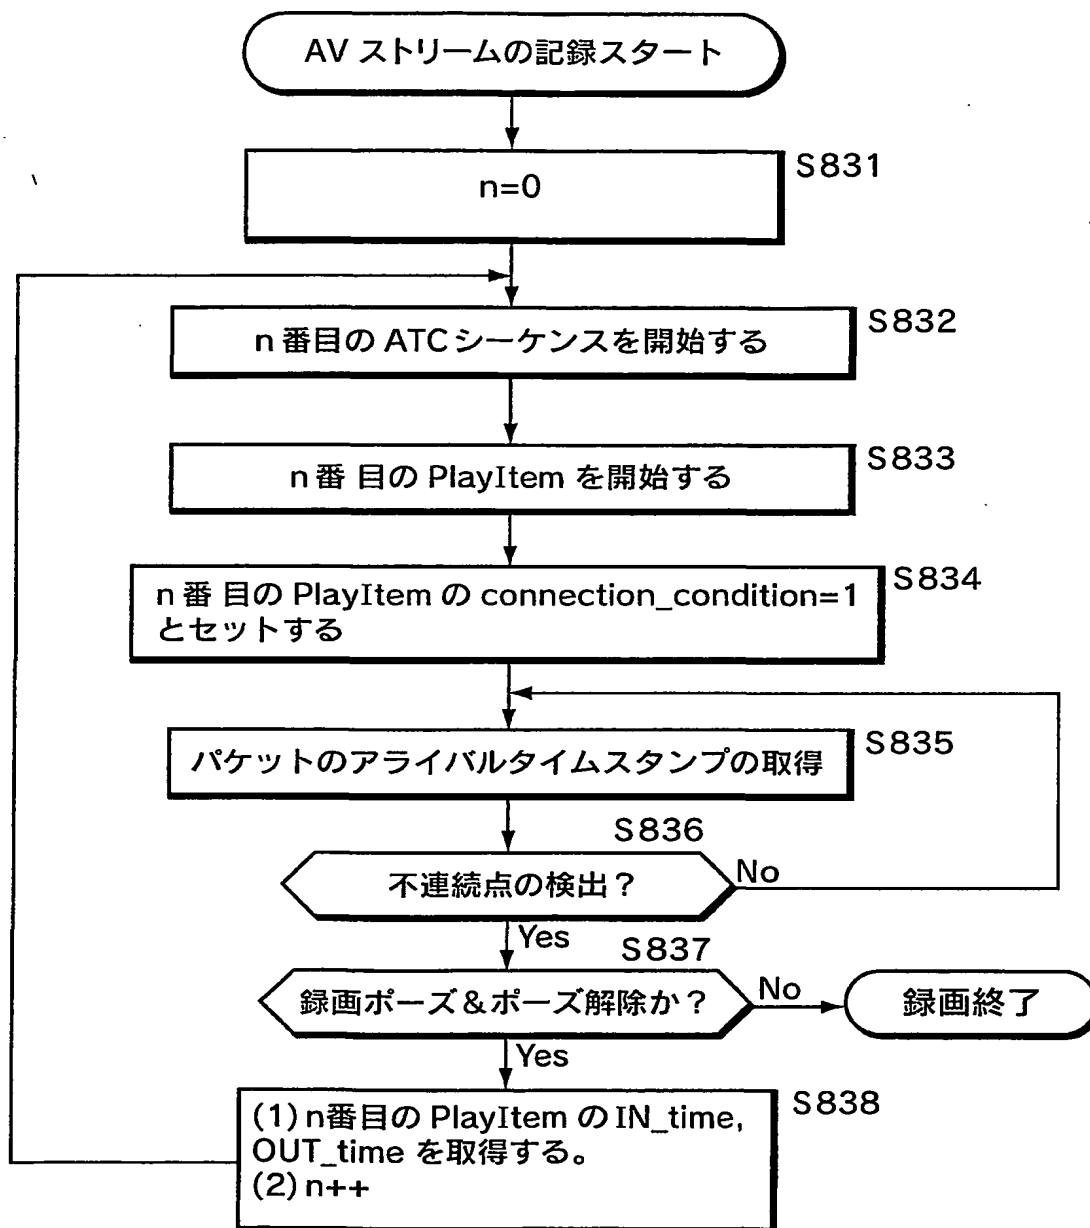 AV ストリームの記録スタート
S831
n=0
S832
n番目の ATCシーケンスを開始する
S833
n番 目の PlayItem を開始する
S834
n番 目の PlayItem の connection_condition=1
とセットする
S835
パケットのアライバルタイムスタンプの取得
S836
不連続点の検出？
No
Yes
S837
録画ポーズ＆ポーズ解除か？
No
録画終了
Yes
S838
(1) n番目の PlayItem の IN_time,
OUT_time を取得する。
(2) n++